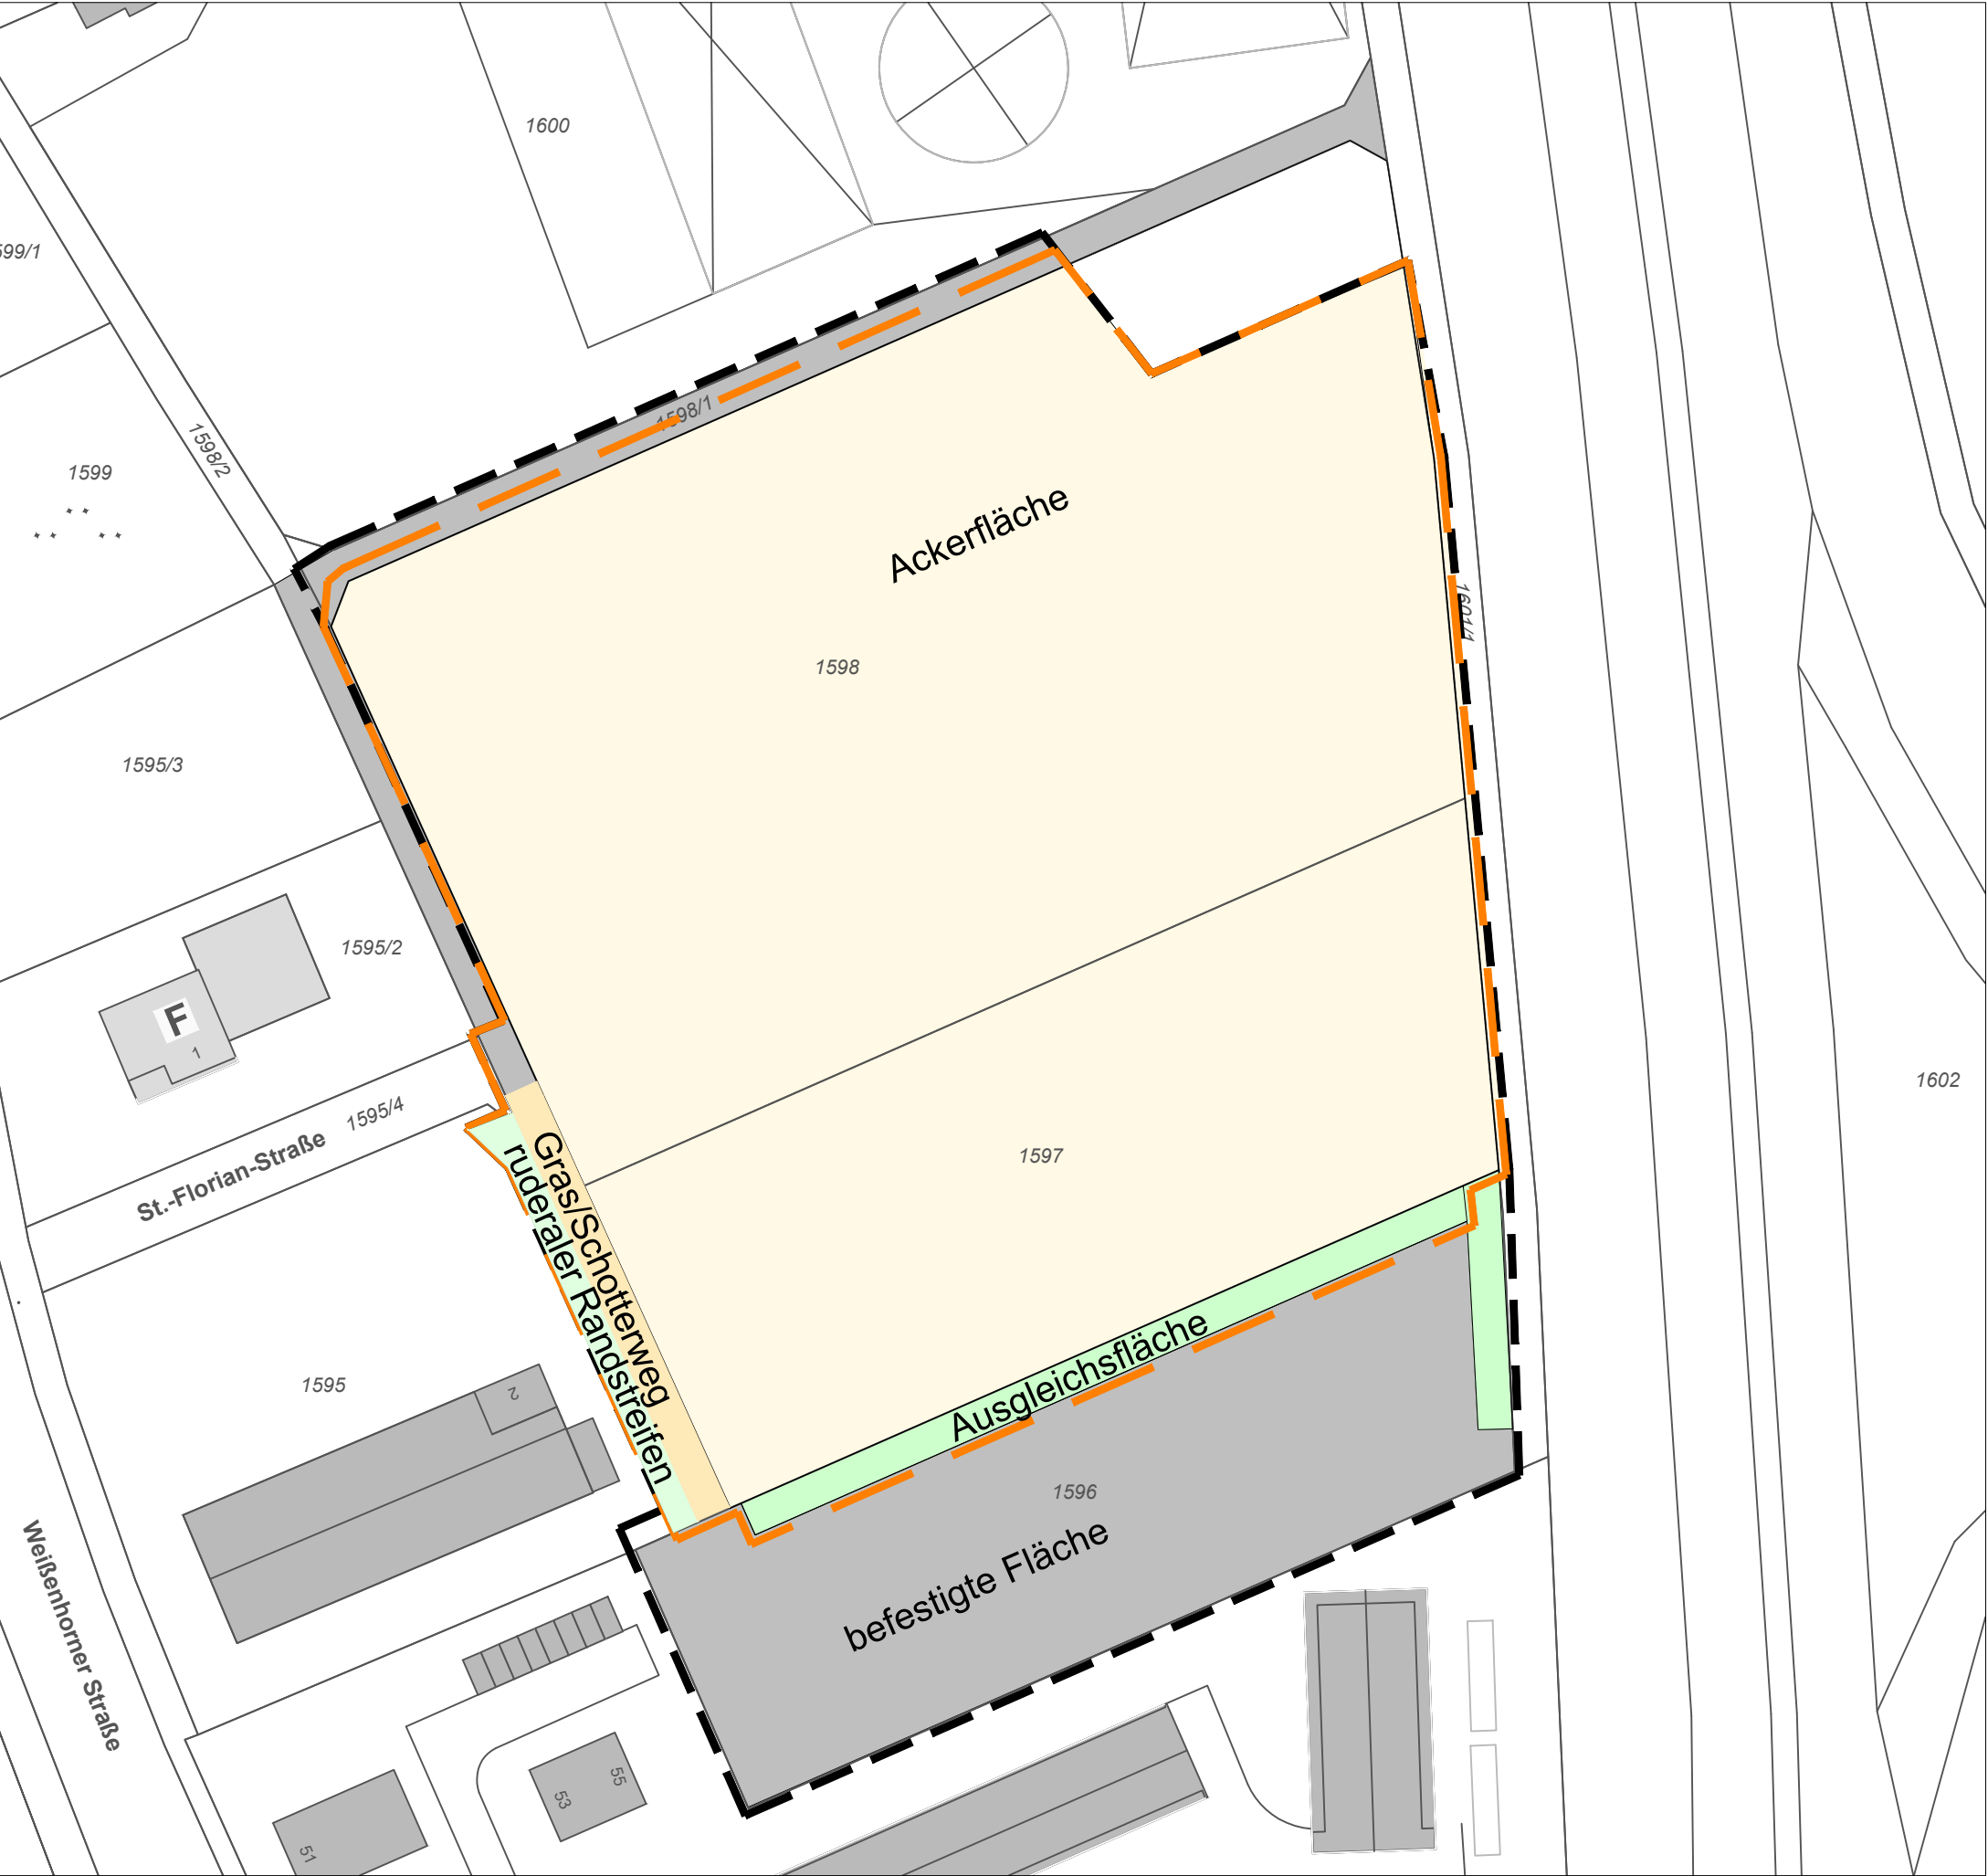 1600
599/1
1598/1
1598/2
1599
Ackerfläche
1598
1601/1
1595/3
1595/2
F
1
1602
1595/4
St.-Florian-Straße
1597
Gras/Schotterweg
ruderaler Randstreifen
Ausgleichsfläche
1595
2
1596
befestigte Fläche
Weißenhorner Straße
53
55
51